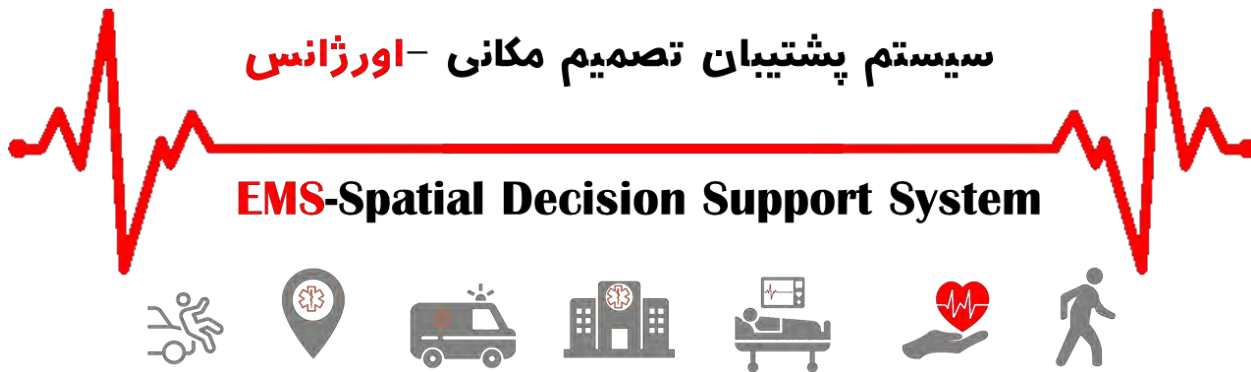 سیستم پشتیبان تصمیم مکانی -اورژانس
EMS-Spatial Decision Support System